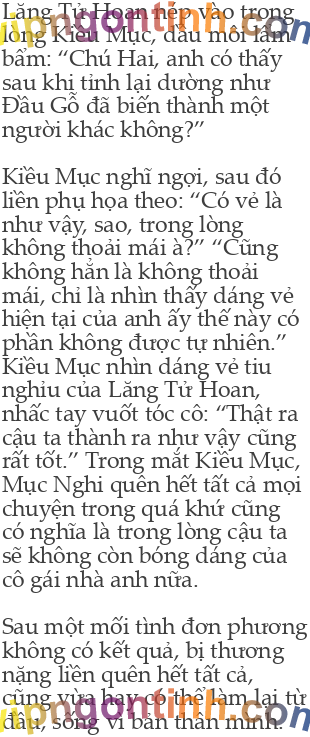 Lăng Tử Hoan nép vào trong
lòng Kiều Mục, đầu môi lẩm
bẩm: “Chú Hai, anh có thấy
sau khi tỉnh lại dường như
Đầu Gỗ đã biến thành một
người khác không?”

Kiều Mục nghĩ ngợi, sau đó
liền phụ họa theo: “Có vẻ là
như vậy, sao, trong lòng
không thoải mái à?” “Cũng
không hẳn là không thoải
mái, chỉ là nhìn thấy dáng vẻ
hiện tại của anh ấy thế này có
phần không được tự nhiên.”
Kiều Mục nhìn dáng vẻ tiu
nghỉu của Lăng Tử Hoan,
nhấc tay vuốt tóc cô: “Thật ra
cậu ta thành ra như vậy cũng
rất tốt.” Trong mắt Kiều Mục,
Mục Nghi quên hết tất cả mọi
chuyện trong quá khứ cũng
có nghĩa là trong lòng cậu ta
sẽ không còn bóng dáng của
cô gái nhà anh nữa.

Sau một mối tình đơn phương
không có kết quả, bị thương
nặng liền quên hết tất cả,
cũng vừa hay có thể làm lại từ
đầu, sống vì bản thân mình.
vipngontinh.com
vipngontinh.com